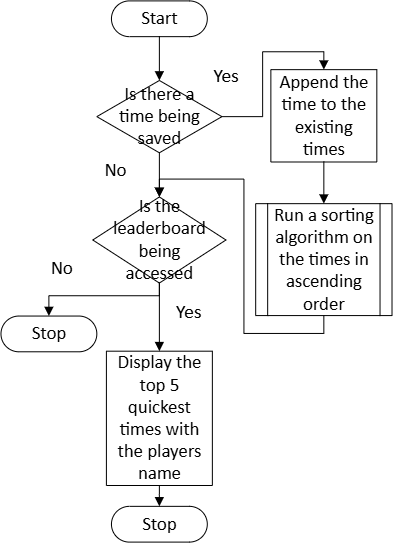 Start
Yes
Is there a
time being
saved
Append the
time to the
existing
times
No
Is the
leaderboard
being
accessed
Run a sorting
algorithm on
the times in
ascending
order
No
Yes
Stop
Display the
top 5
quickest
times with
the players
name
Stop